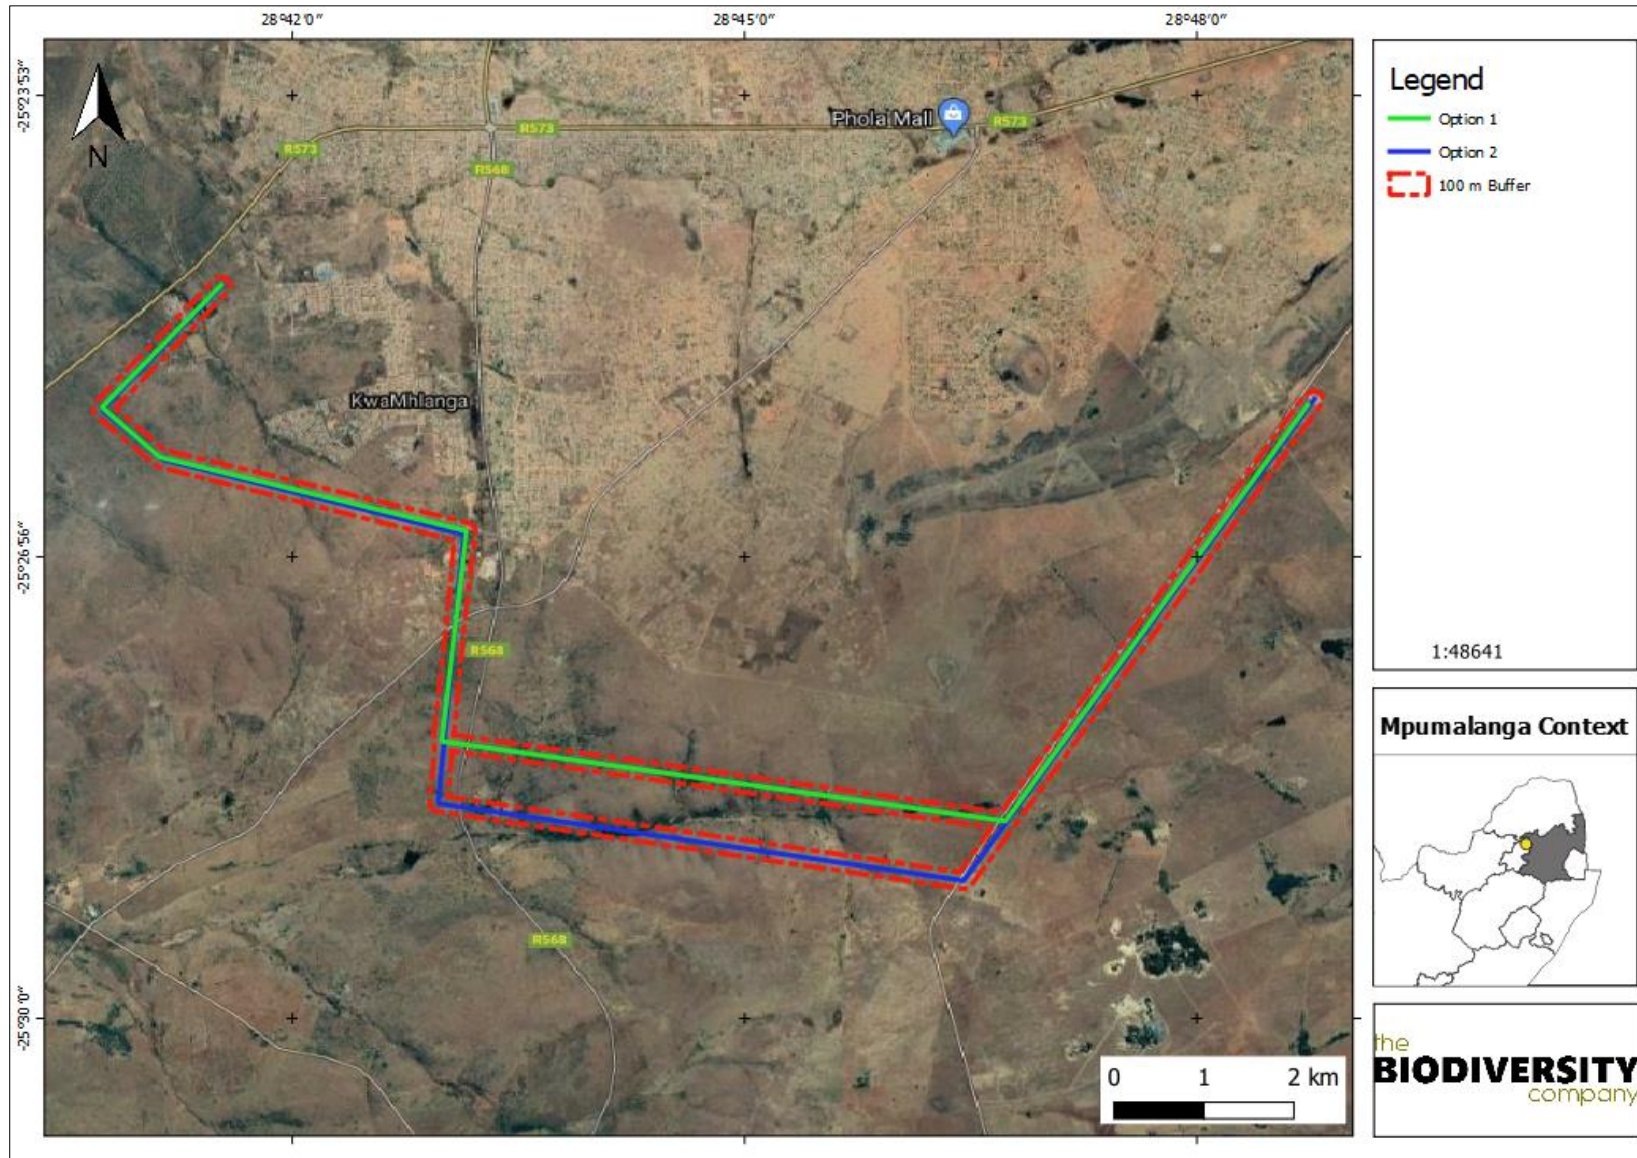 28°42'0"
28°45'0"
28°48'0"
-25°23'53"
-25°26'56"
-25°30'0"
N
R573
R573
R573
R568
Phola Mall
KwaMhlanga
R568
R568
0 1 2 km
Legend
Option 1
Option 2
100 m Buffer
1:48641
Mpumalanga Context
the
BIODIVERSITY
company